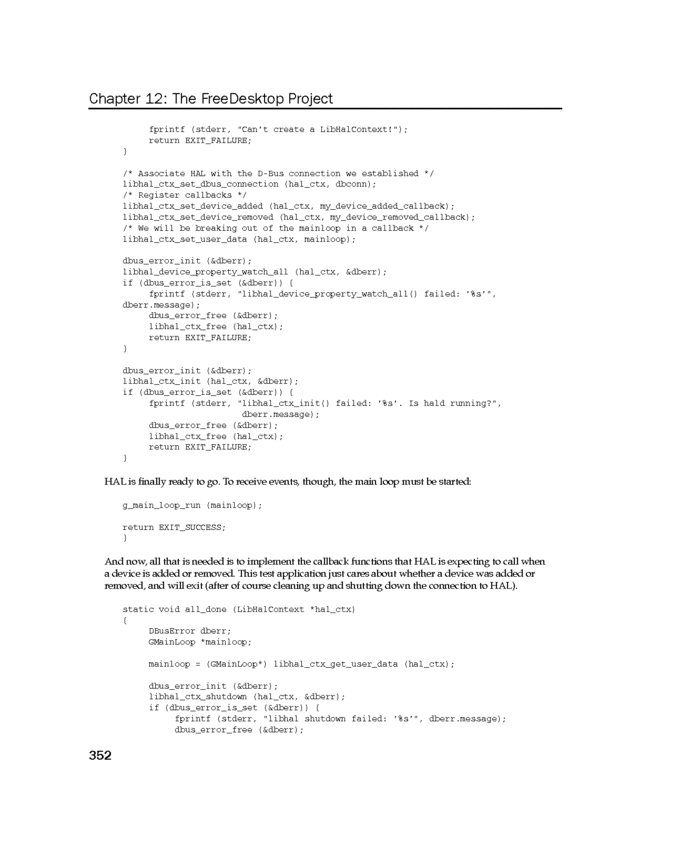 Chapter 12: The FreeDesktop Project
fprintf (stderr, "Can't create a LibHalContext!");
return EXIT_FAILURE;
}
/* Associate HAL with the D-Bus connection we established */
libhal_ctx_set_dbus_connection (hal_ctx, dbconn);
/* Register callbacks */
libhal_ctx_set_device_added (hal_ctx, my_device_added_callback);
libhal_ctx_set_device_removed (hal_ctx, my_device_removed_callback);
/* We will be breaking out of the mainloop in a callback */
libhal_ctx_set_user_data (hal_ctx, mainloop);
dbus_error_init (&dberr);
libhal_device_property_watch_all (hal_ctx, &dberr);
if (dbus_error_is_set (&dberr)) {
fprintf (stderr, "libhal_device_property_watch_all() failed: '%s'",
dberr.message);
dbus_error_free (&dberr);
libhal_ctx_free (hal_ctx);
return EXIT_FAILURE;
}
dbus_error_init (&dberr);
libhal_ctx_init (hal_ctx, &dberr);
if (dbus_error_is_set (&dberr)) {
fprintf (stderr, "libhal_ctx_init() failed: '%s'. Is hald running?",
dberr.message);
dbus_error_free (&dberr);
libhal_ctx_free (hal_ctx);
return EXIT_FAILURE;
}
HAL is finally ready to go. To receive events, though, the main loop must be started:
g_main_loop_run (mainloop);
return EXIT_SUCCESS;
}
And now, all that is needed is to implement the callback functions that HAL is expecting to call when
a device is added or removed. This test application just cares about whether a device was added or
removed, and will exit (after of course cleaning up and shutting down the connection to HAL).
static void all_done (LibHalContext *hal_ctx)
{
DBusError dberr;
GMainLoop *mainloop;
mainloop = (GMainLoop*) libhal_ctx_get_user_data (hal_ctx);
dbus_error_init (&dberr);
libhal_ctx_shutdown (hal_ctx, &dberr);
if (dbus_error_is_set (&dberr)) {
fprintf (stderr, "libhal shutdown failed: '%s'", dberr.message);
dbus_error_free (&dberr);
352